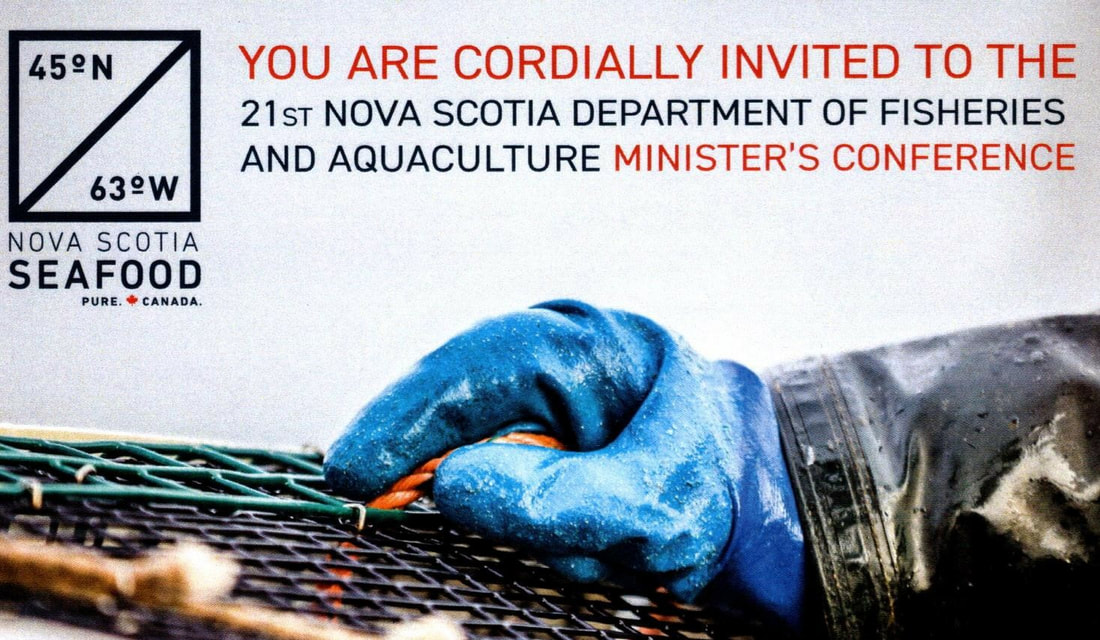 45ºN
63ºW
NOVA SCOTIA
SEAFOOD
PURE. CANADA.
YOU ARE CORDIALLY INVITED TO THE
21ST NOVA SCOTIA DEPARTMENT OF FISHERIES
AND AQUACULTURE MINISTER'S CONFERENCE